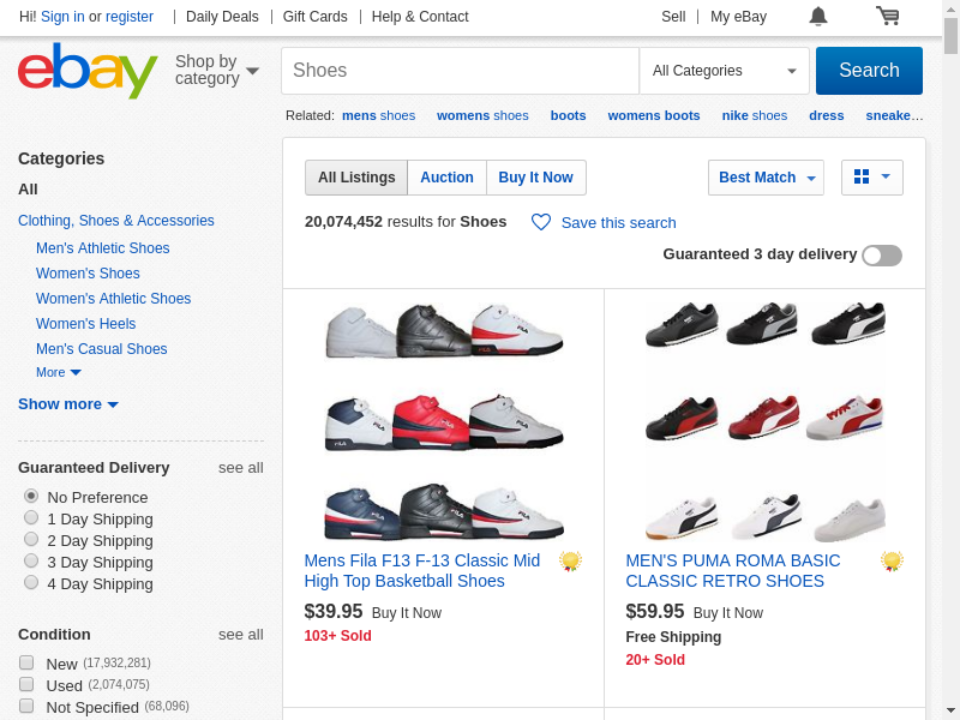 Hi! Sign in or register | Daily Deals | Gift Cards | Help & Contact Sell | My eBay
ebay
Shop by category
Shoes
All Categories
Search
Related: mens shoes womens shoes boots womens boots nike shoes dress sneake…
Categories
All
Clothing, Shoes & Accessories
Men's Athletic Shoes
Women's Shoes
Women's Athletic Shoes
Women's Heels
Men's Casual Shoes
More
Show more
Guaranteed Delivery see all
No Preference
1 Day Shipping
2 Day Shipping
3 Day Shipping
4 Day Shipping
Condition see all
New (17,932,281)
Used (2,074,075)
Not Specified (68,096)
All Listings Auction Buy It Now Best Match
20,074,452 results for Shoes Save this search
Guaranteed 3 day delivery
Mens Fila F13 F-13 Classic Mid
High Top Basketball Shoes
$39.95 Buy It Now
103+ Sold
MEN'S PUMA ROMA BASIC
CLASSIC RETRO SHOES
$59.95 Buy It Now
Free Shipping
20+ Sold